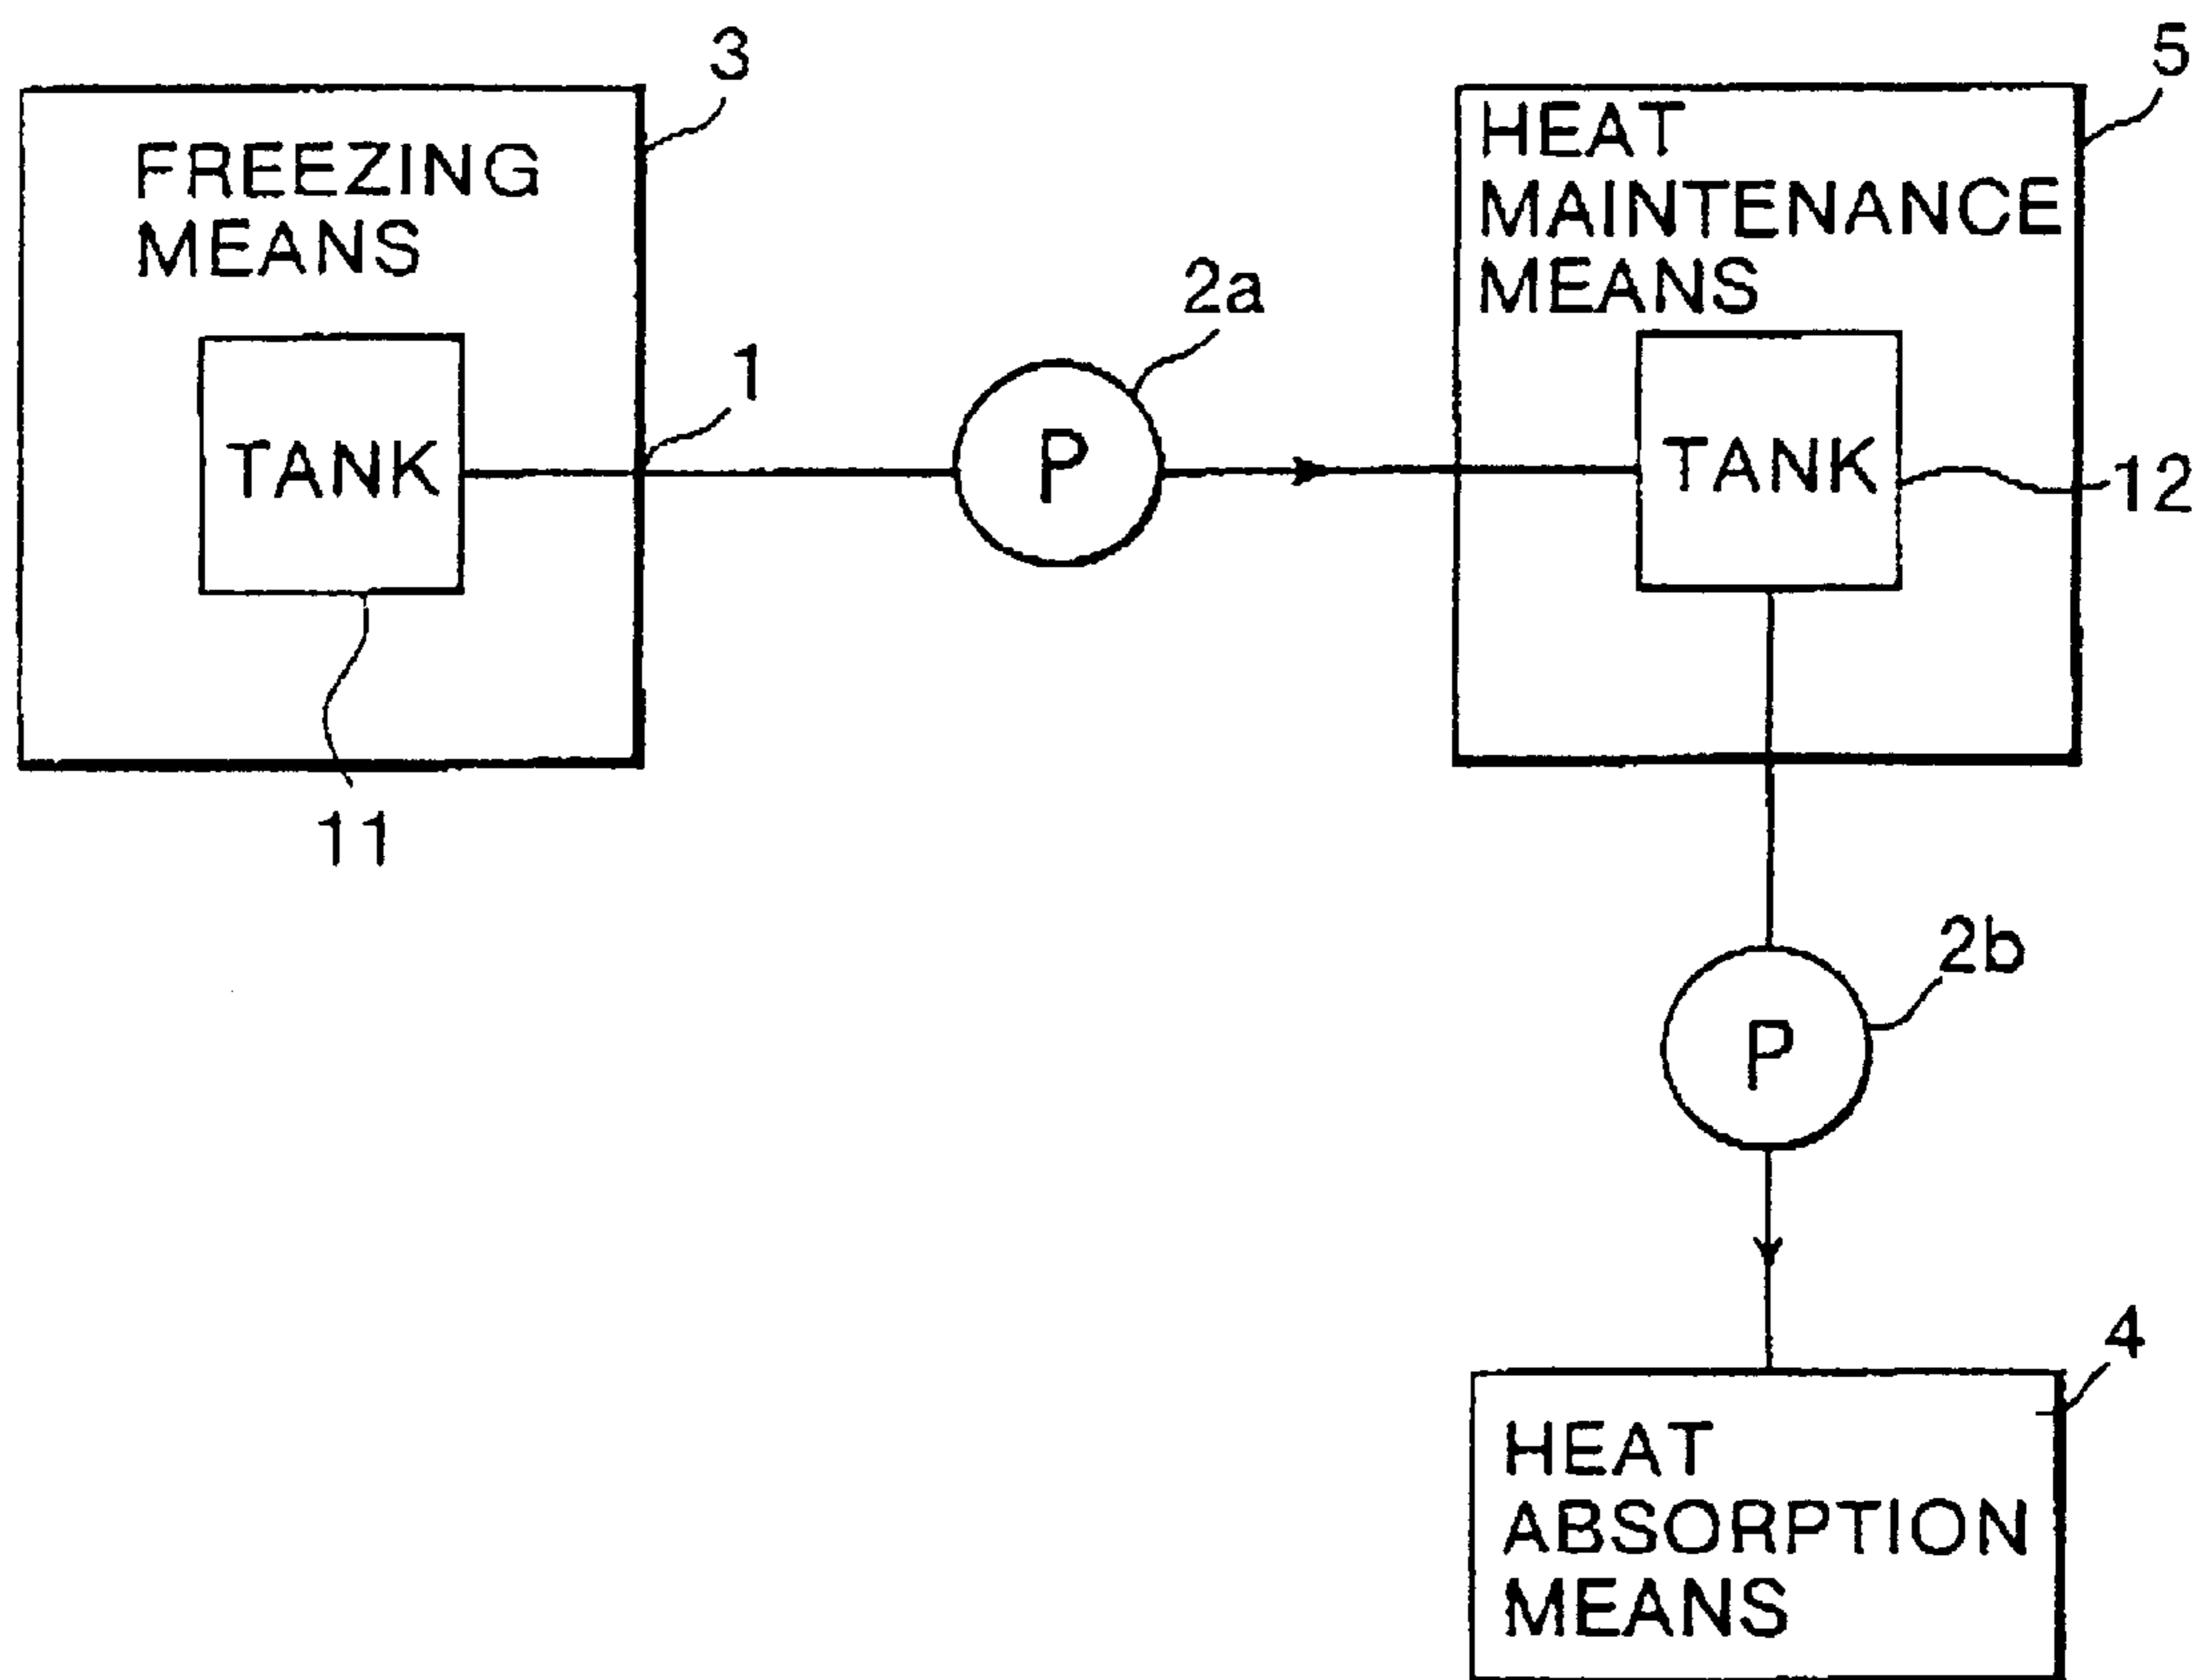 3
5
FREEZING
MEANS
HEAT
MAINTENANCE
MEANS
2a
1
TANK
P
TANK
12
11
2b
P
4
HEAT
ABSORPTION
MEANS